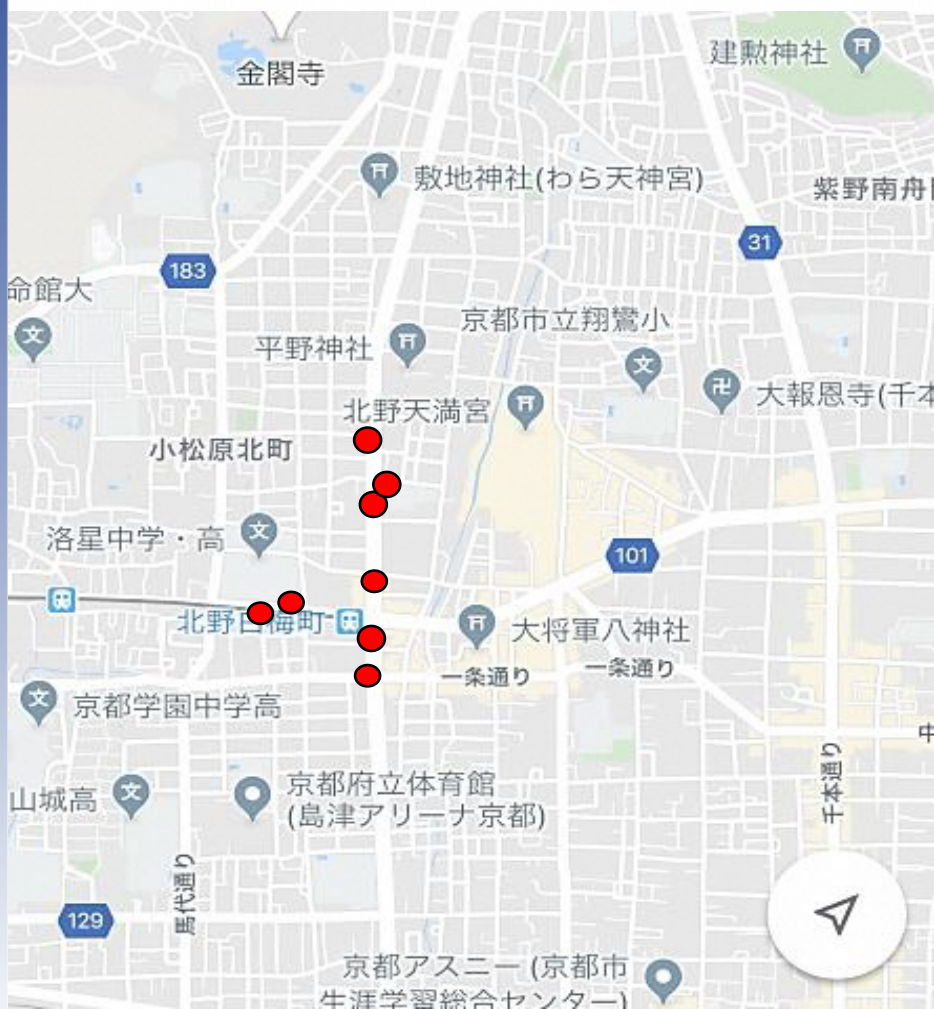 金閣寺
建勲神社
敷地神社(わら天神宮)
紫野南舟
31
183
命館大
京都市立翔鸞小
平野神社
大報恩寺(千本
北野天満宮
小松原北町
洛星中学・高
101
北野白梅町
大将軍八神社
一条通り
一条通り
京都学園中学高
中
千本通り
京都府立体育館
(島津アリーナ京都)
山城高
馬代通り
129
京都アスニー (京都市
生涯学習総合センター)